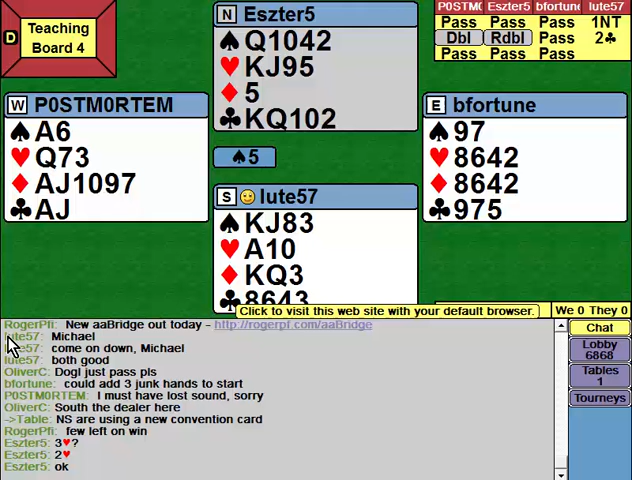 D
Teaching
Board 4
N Eszter5
♠Q1042
♥KJ95
♦5
♣KQ102
P0STM0 Eszter5 bfortune lute57
Pass Pass Pass 1NT
Dbl Rdbl Pass 2♣
Pass Pass Pass
W P0STM0RTEM
♠A6
♥Q73
♦AJ1097
♣AJ
♠5
E bfortune
♠97
♥8642
♦8642
♣975
S lute57
♠KJ83
♥A10
♦KQ3
♣8643
Click to visit this web site with your default browser.
We 0 They 0
RogerPfi: New aaBridge out today - http://rogerpf.com/aaBridge
lute57: Michael
lute57: come on down, Michael
lute57: both good
OliverC: Dogl just pass pls
bfortune: could add 3 junk hands to start
P0STM0RTEM: I must have lost sound, sorry
OliverC: South the dealer here
->Table: NS are using a new convention card
RogerPfi: few left on win
Eszter5: 3♥?
Eszter5: 2♥
Eszter5: ok
Chat
Lobby
6868
Tables
1
Tourneys